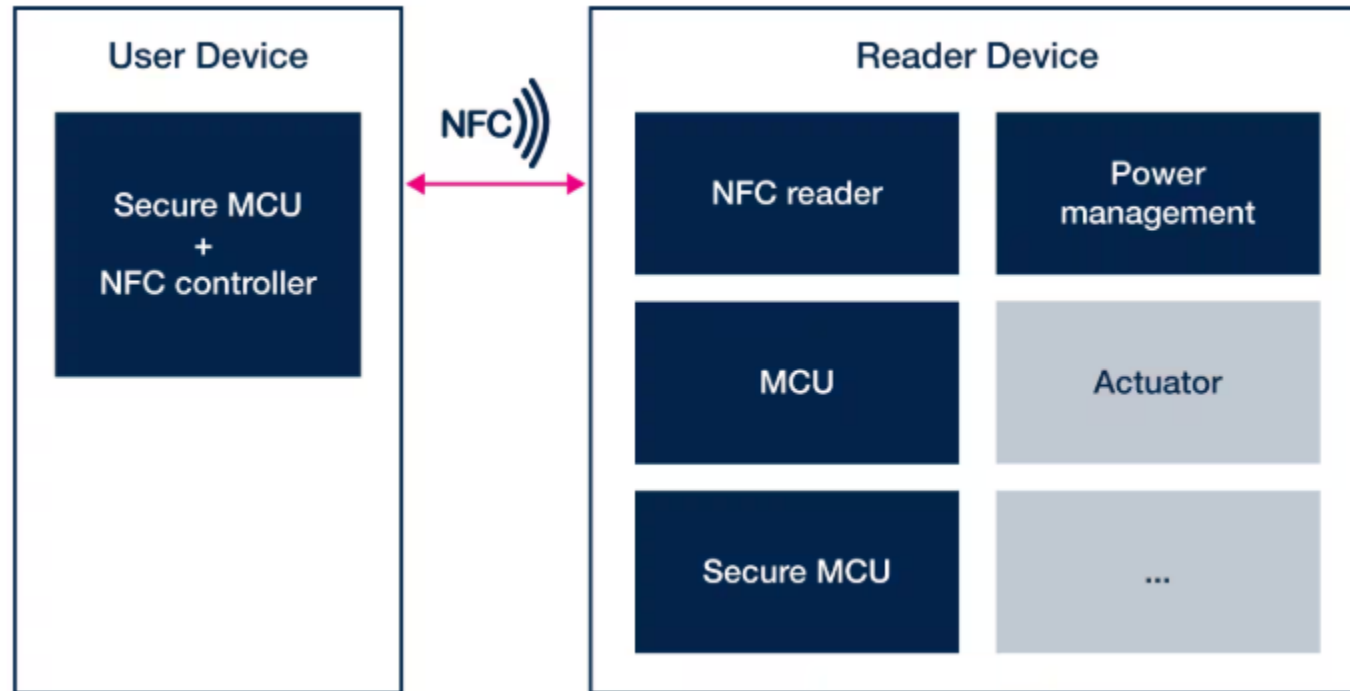 User Device
Secure MCU
+
NFC controller
NFC
Reader Device
NFC reader
Power
management
MCU
Actuator
Secure MCU
...